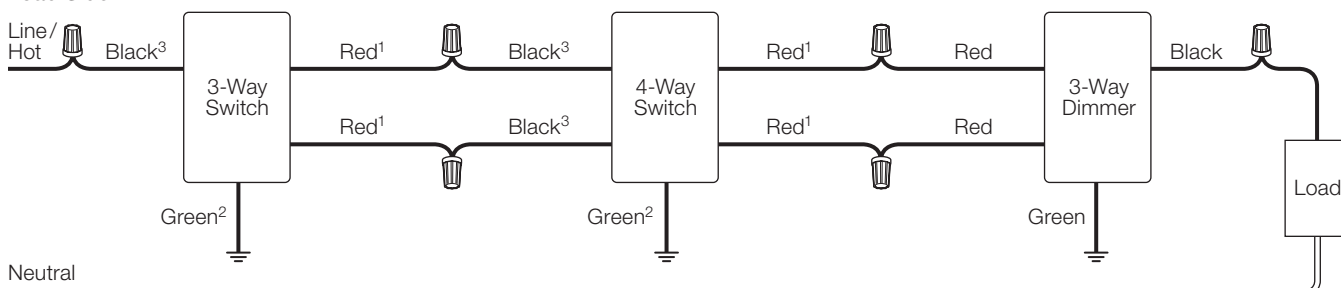 Line/
Hot
Black³
Red¹
Black³
Red¹
Red
Black
3-Way
Switch
4-Way
Switch
3-Way
Dimmer
Red¹
Black³
Red¹
Red
Load
Green²
Green²
Green
Neutral